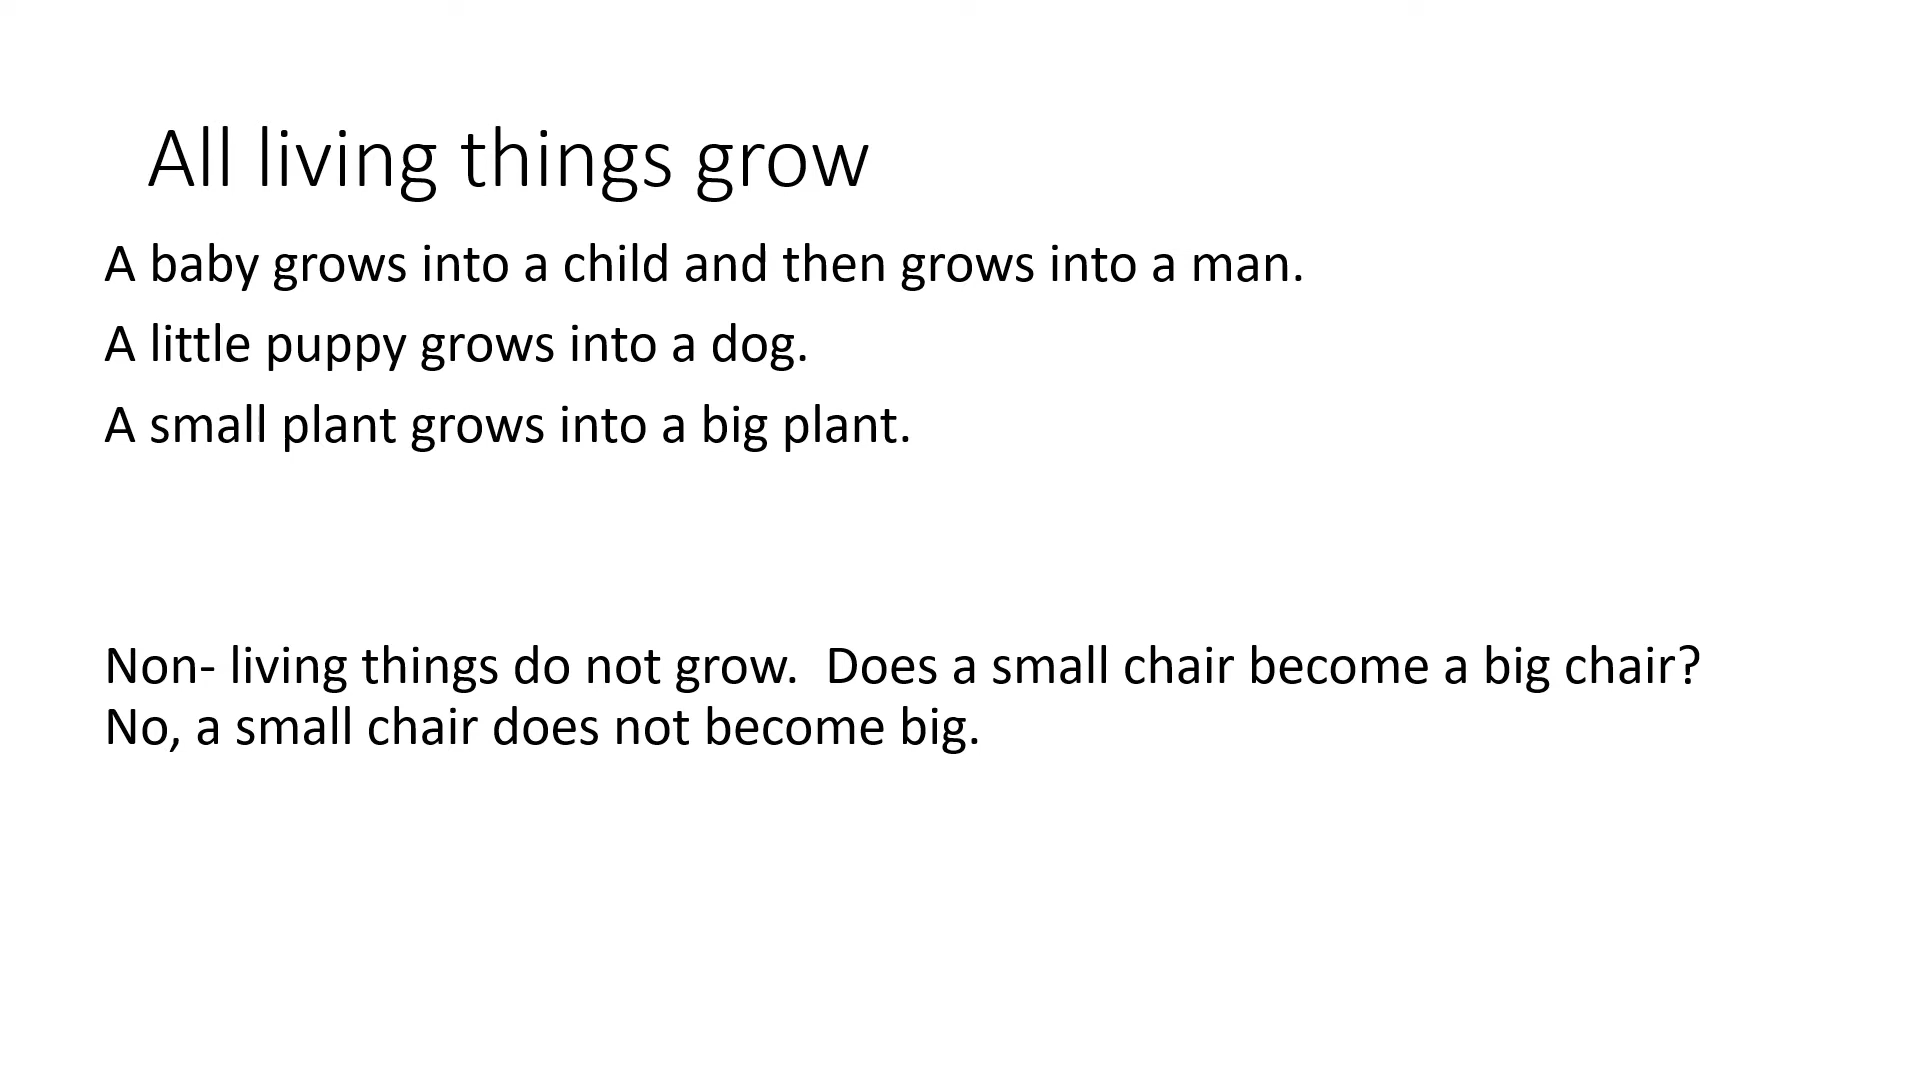 All living things grow
A baby grows into a child and then grows into a man.
A little puppy grows into a dog.
A small plant grows into a big plant.
Non- living things do not grow.  Does a small chair become a big chair?
No, a small chair does not become big.